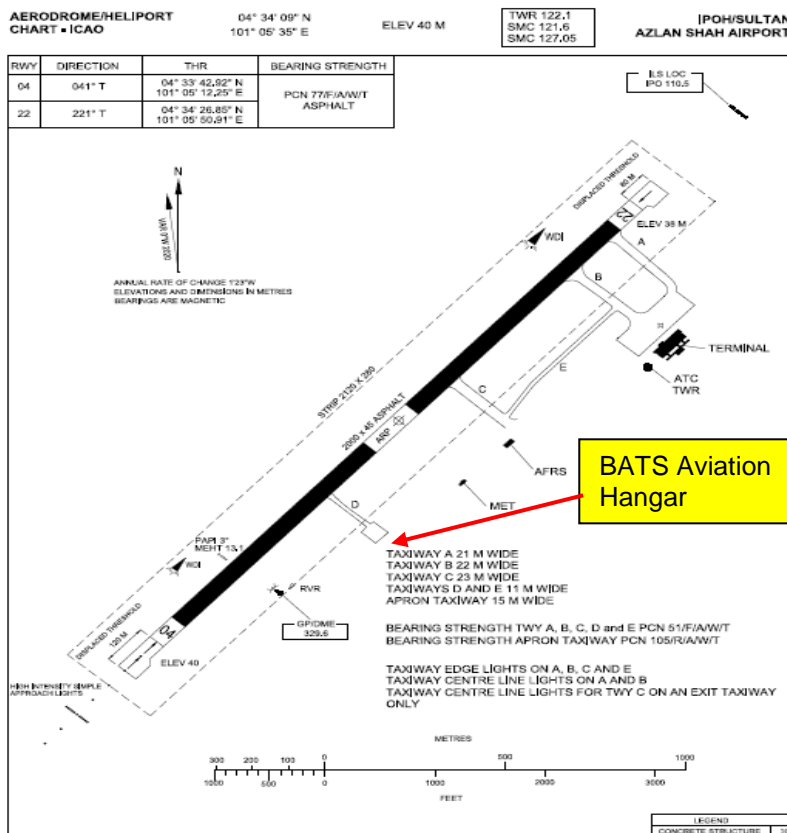 AERODROME/HELIPORT
CHART - ICAO
04° 34' 09" N
101° 05' 35" E
ELEV 40 M
TWR 122.1
SMC 121.6
SMC 127.05
IPOH/SULTAN
AZLAN SHAH AIRPORT
RWY DIRECTION THR BEARING STRENGTH
04 041° T 04° 33' 42.92" N
101° 05' 12.25" E
PCN 77/F/A/W/T
ASPHALT
22 221° T 04° 34' 26.85" N
101° 05' 50.91" E
ILS LOC
IPO 110.5
N
VAR 0°W 2020
ANNUAL RATE OF CHANGE 1'23"W
ELEVATIONS AND DIMENSIONS IN METRES
BEARINGS ARE MAGNETIC
DISPLACED THRESHOLD
80 M
22
ELEV 38 M
WDI
A
B
TERMINAL
ATC
TWR
STRIP 2120 X 280
2000 X 45 ASPHALT
ARP
C
E
AFRS
MET
BATS Aviation
Hangar
D
PAPI 3°
MEHT 13.1
WDI
RVR
GP/DME
329.6
DISPLACED THRESHOLD
120 M
04
ELEV 40
HIGH INTENSITY SIMPLE
APPROACH LIGHTS
TAXIWAY A 21 M WIDE
TAXIWAY B 22 M WIDE
TAXIWAY C 23 M WIDE
TAXIWAYS D AND E 11 M WIDE
APRON TAXIWAY 15 M WIDE
BEARING STRENGTH TWY A, B, C, D and E PCN 51/F/A/W/T
BEARING STRENGTH APRON TAXIWAY PCN 105/R/A/W/T
TAXIWAY EDGE LIGHTS ON A, B, C AND E
TAXIWAY CENTRE LINE LIGHTS ON A AND B
TAXIWAY CENTRE LINE LIGHTS FOR TWY C ON AN EXIT TAXIWAY
ONLY
METRES
300 200 100 0 500 1000
1000 500 0 1000 2000 3000
FEET
LEGEND
CONCRETE STRUCTURE